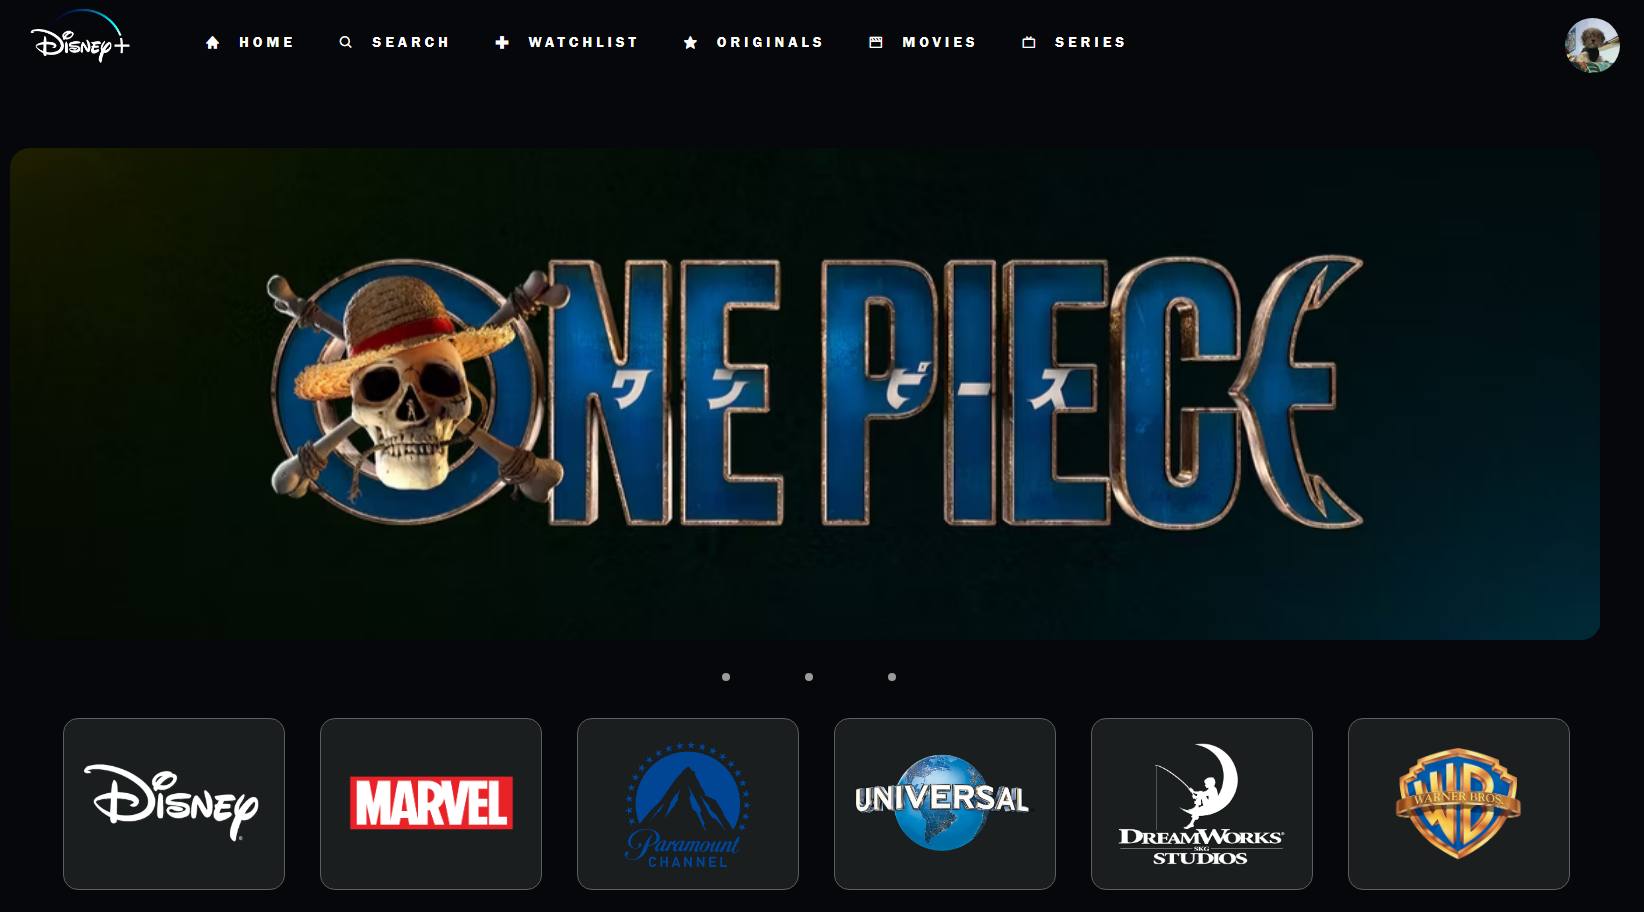 Disney+
HOME SEARCH WATCHLIST ORIGINALS MOVIES SERIES
ONE PIECE
ワンピース
Disney
MARVEL
Paramount
CHANNEL
UNIVERSAL
DREAMWORKS
SKG
STUDIOS
WB
WARNER BROS.